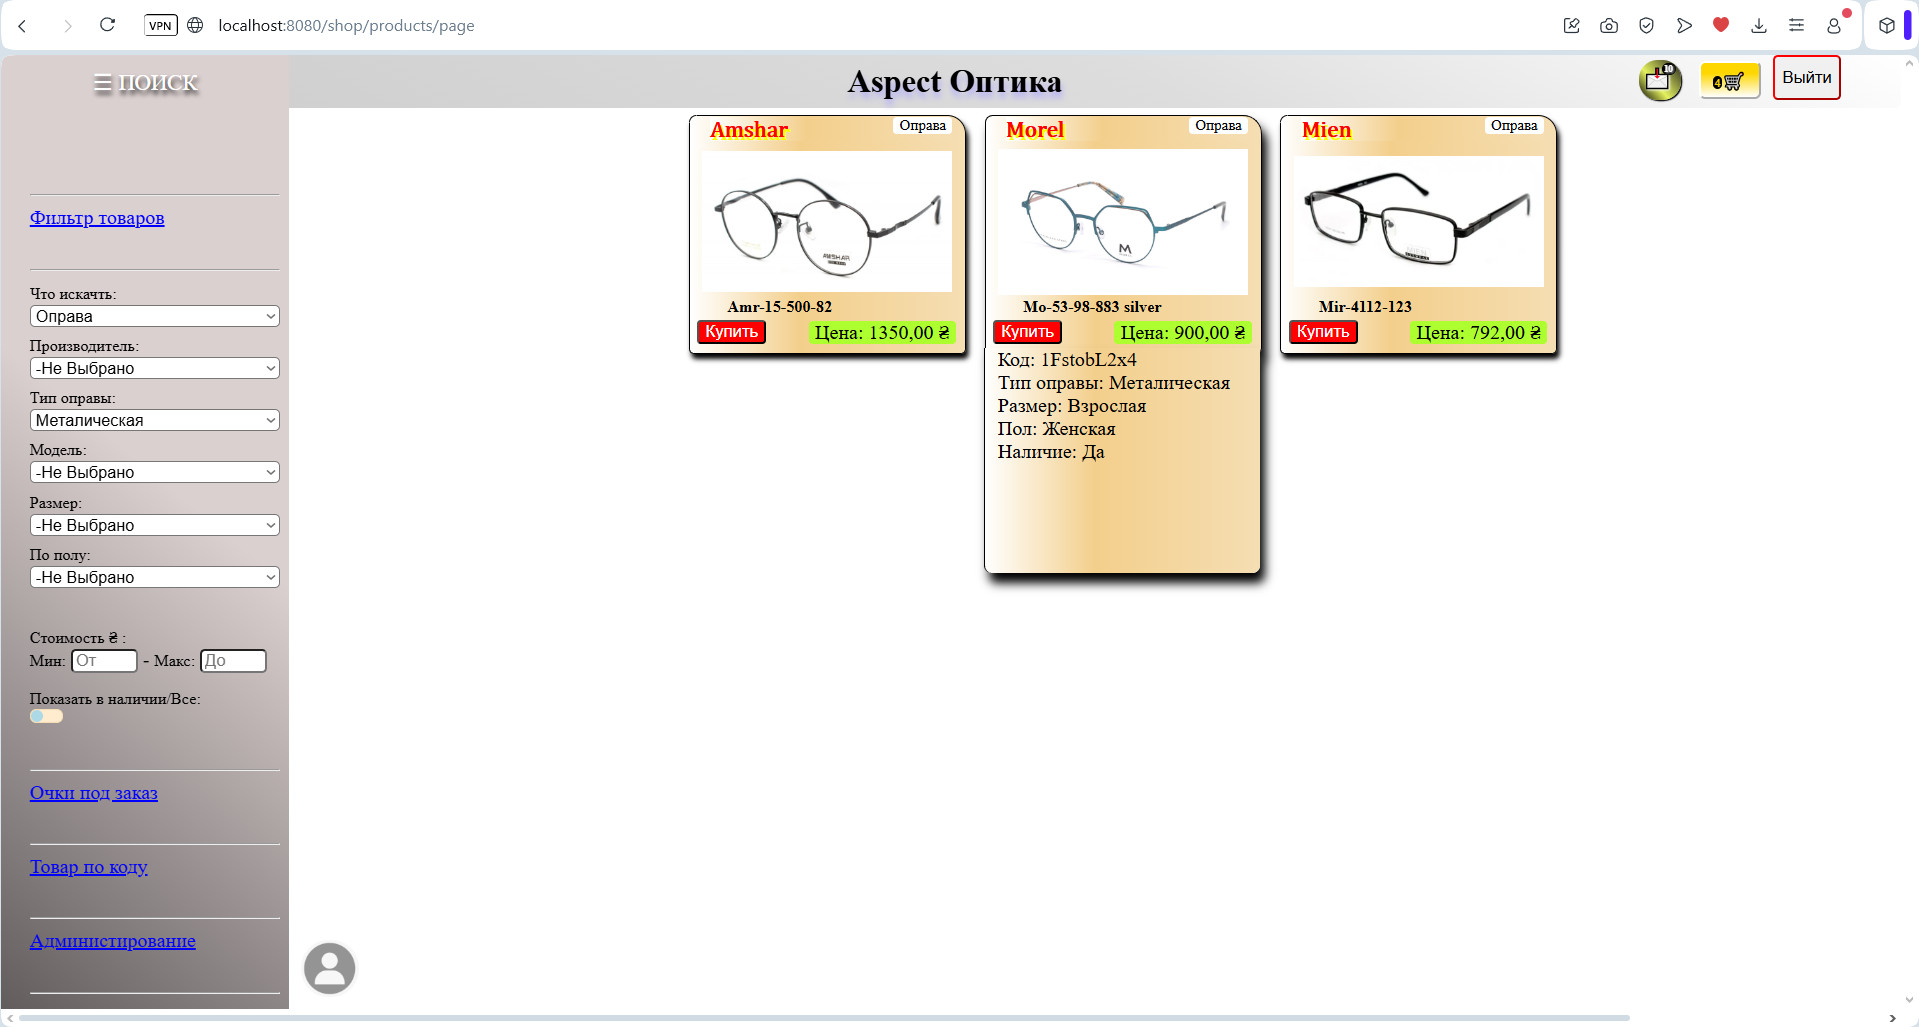 VPN localhost:8080/shop/products/page
☰ ПОИСК
Aspect Оптика
10
4
Выйти
Фильтр товаров
Что искачть:
Оправа
Производитель:
-Не Выбрано
Тип оправы:
Металическая
Модель:
-Не Выбрано
Размер:
-Не Выбрано
По полу:
-Не Выбрано
Стоимость ₴ :
Мин: От - Макс: До
Показать в наличии/Все:
Очки под заказ
Товар по коду
Администирование
Amshar Оправа
AMSHAR
Amr-15-500-82
Купить Цена: 1350,00 ₴
Morel Оправа
M
Mo-53-98-883 silver
Купить Цена: 900,00 ₴
Код: 1FstobL2x4
Тип оправы: Металическая
Размер: Взрослая
Пол: Женская
Наличие: Да
Mien Оправа
Mir-4112-123
Купить Цена: 792,00 ₴